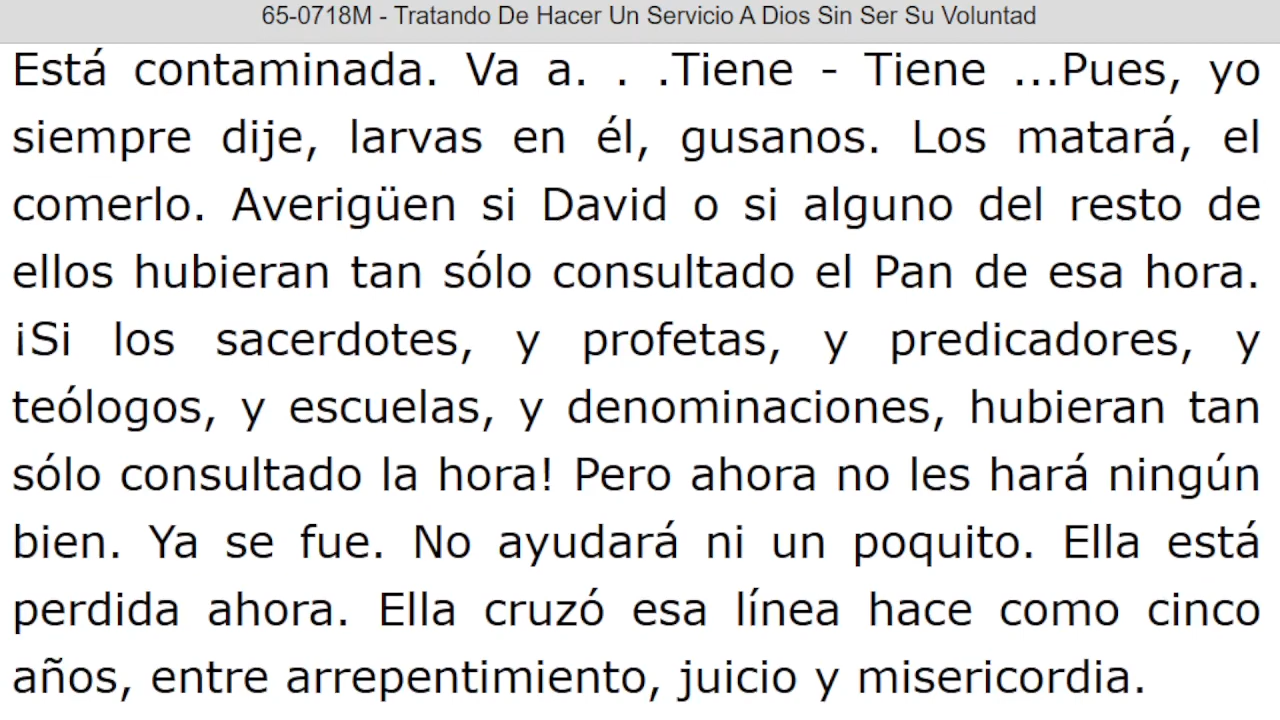 65-0718M - Tratando De Hacer Un Servicio A Dios Sin Ser Su Voluntad
Está contaminada. Va a. . .Tiene - Tiene ...Pues, yo
siempre dije, larvas en él, gusanos. Los matará, el
comerlo. Averigüen si David o si alguno del resto de
ellos hubieran tan sólo consultado el Pan de esa hora.
¡Si los sacerdotes, y profetas, y predicadores, y
teólogos, y escuelas, y denominaciones, hubieran tan
sólo consultado la hora! Pero ahora no les hará ningún
bien. Ya se fue. No ayudará ni un poquito. Ella está
perdida ahora. Ella cruzó esa línea hace como cinco
años, entre arrepentimiento, juicio y misericordia.